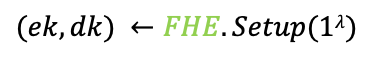 (ek, dk) ← FHE.Setup(1^λ)